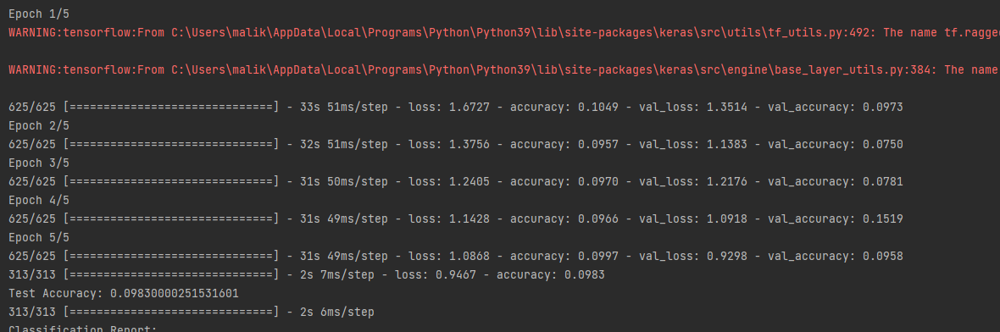 Epoch 1/5
WARNING:tensorflow:From C:\Users\malik\AppData\Local\Programs\Python\Python39\lib\site-packages\keras\src\utils\tf_utils.py:492: The name tf.ragge
WARNING:tensorflow:From C:\Users\malik\AppData\Local\Programs\Python\Python39\lib\site-packages\keras\src\engine\base_layer_utils.py:384: The name
625/625 [==============================] - 33s 51ms/step - loss: 1.6727 - accuracy: 0.1049 - val_loss: 1.3514 - val_accuracy: 0.0973
Epoch 2/5
625/625 [==============================] - 32s 51ms/step - loss: 1.3756 - accuracy: 0.0957 - val_loss: 1.1383 - val_accuracy: 0.0750
Epoch 3/5
625/625 [==============================] - 31s 50ms/step - loss: 1.2405 - accuracy: 0.0970 - val_loss: 1.2176 - val_accuracy: 0.0781
Epoch 4/5
625/625 [==============================] - 31s 49ms/step - loss: 1.1428 - accuracy: 0.0966 - val_loss: 1.0918 - val_accuracy: 0.1519
Epoch 5/5
625/625 [==============================] - 31s 49ms/step - loss: 1.0868 - accuracy: 0.0997 - val_loss: 0.9298 - val_accuracy: 0.0958
313/313 [==============================] - 2s 7ms/step - loss: 0.9467 - accuracy: 0.0983
Test Accuracy: 0.09830000251531601
313/313 [==============================] - 2s 6ms/step
Classification Report: